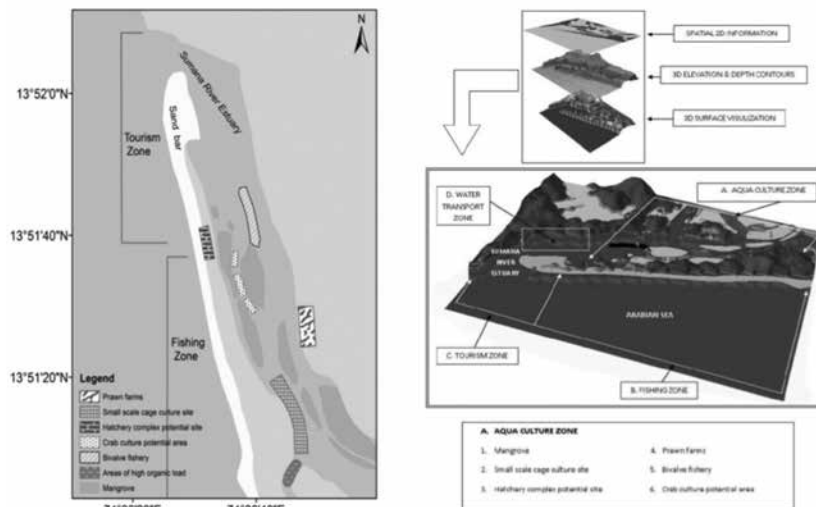 N
13°52'0"N
13°51'40"N
13°51'20"N
Sumana River Estuary
Sand bar
Tourism
Zone
Fishing
Zone
Legend
Prawn farms
Small scale cage culture site
Hatchery complex potential site
Crab culture potential area
Bivalve fishery
Areas of high organic load
Mangrove
SPATIAL 2D INFORMATION
3D ELEVATION & DEPTH CONTOURS
3D SURFACE VISULIZATION
A. AQUA CULTURE ZONE
D. WATER
TRANSPORT
ZONE
RIVER
ARABIAN SEA
C. TOURISM ZONE
B. FISHING ZONE
A. AQUA CULTURE ZONE
1. Mangrove
2. Small scale cage culture site
3. Hatchery complex potential site
4. Prawn farms
5. Bivalve fishery
6. Crab culture potential area